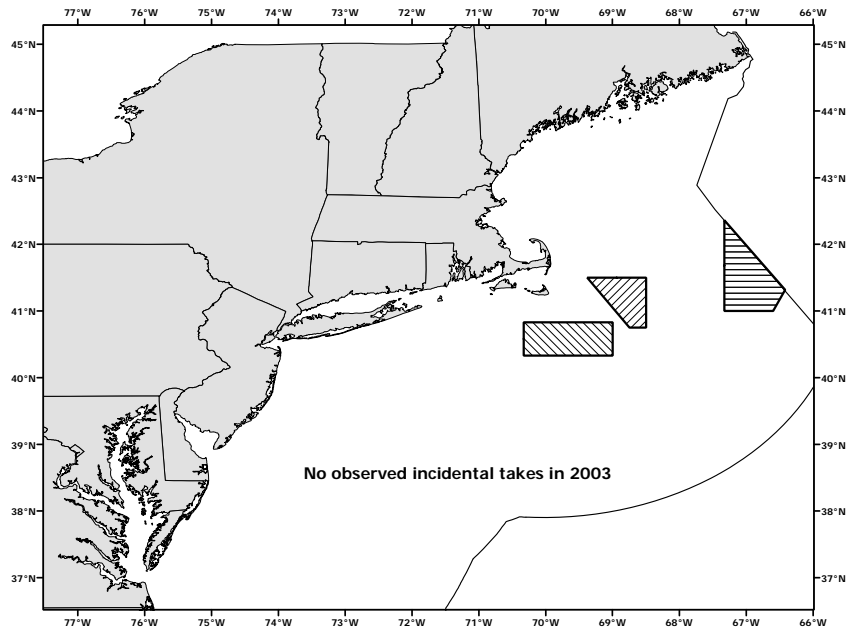 77°W 76°W 75°W 74°W 73°W 72°W 71°W 70°W 69°W 68°W 67°W 66°W
45°N 45°N
44°N 44°N
43°N 43°N
42°N 42°N
41°N 41°N
40°N 40°N
39°N 39°N
No observed incidental takes in 2003
38°N 38°N
37°N 37°N
77°W 76°W 75°W 74°W 73°W 72°W 71°W 70°W 69°W 68°W 67°W 66°W